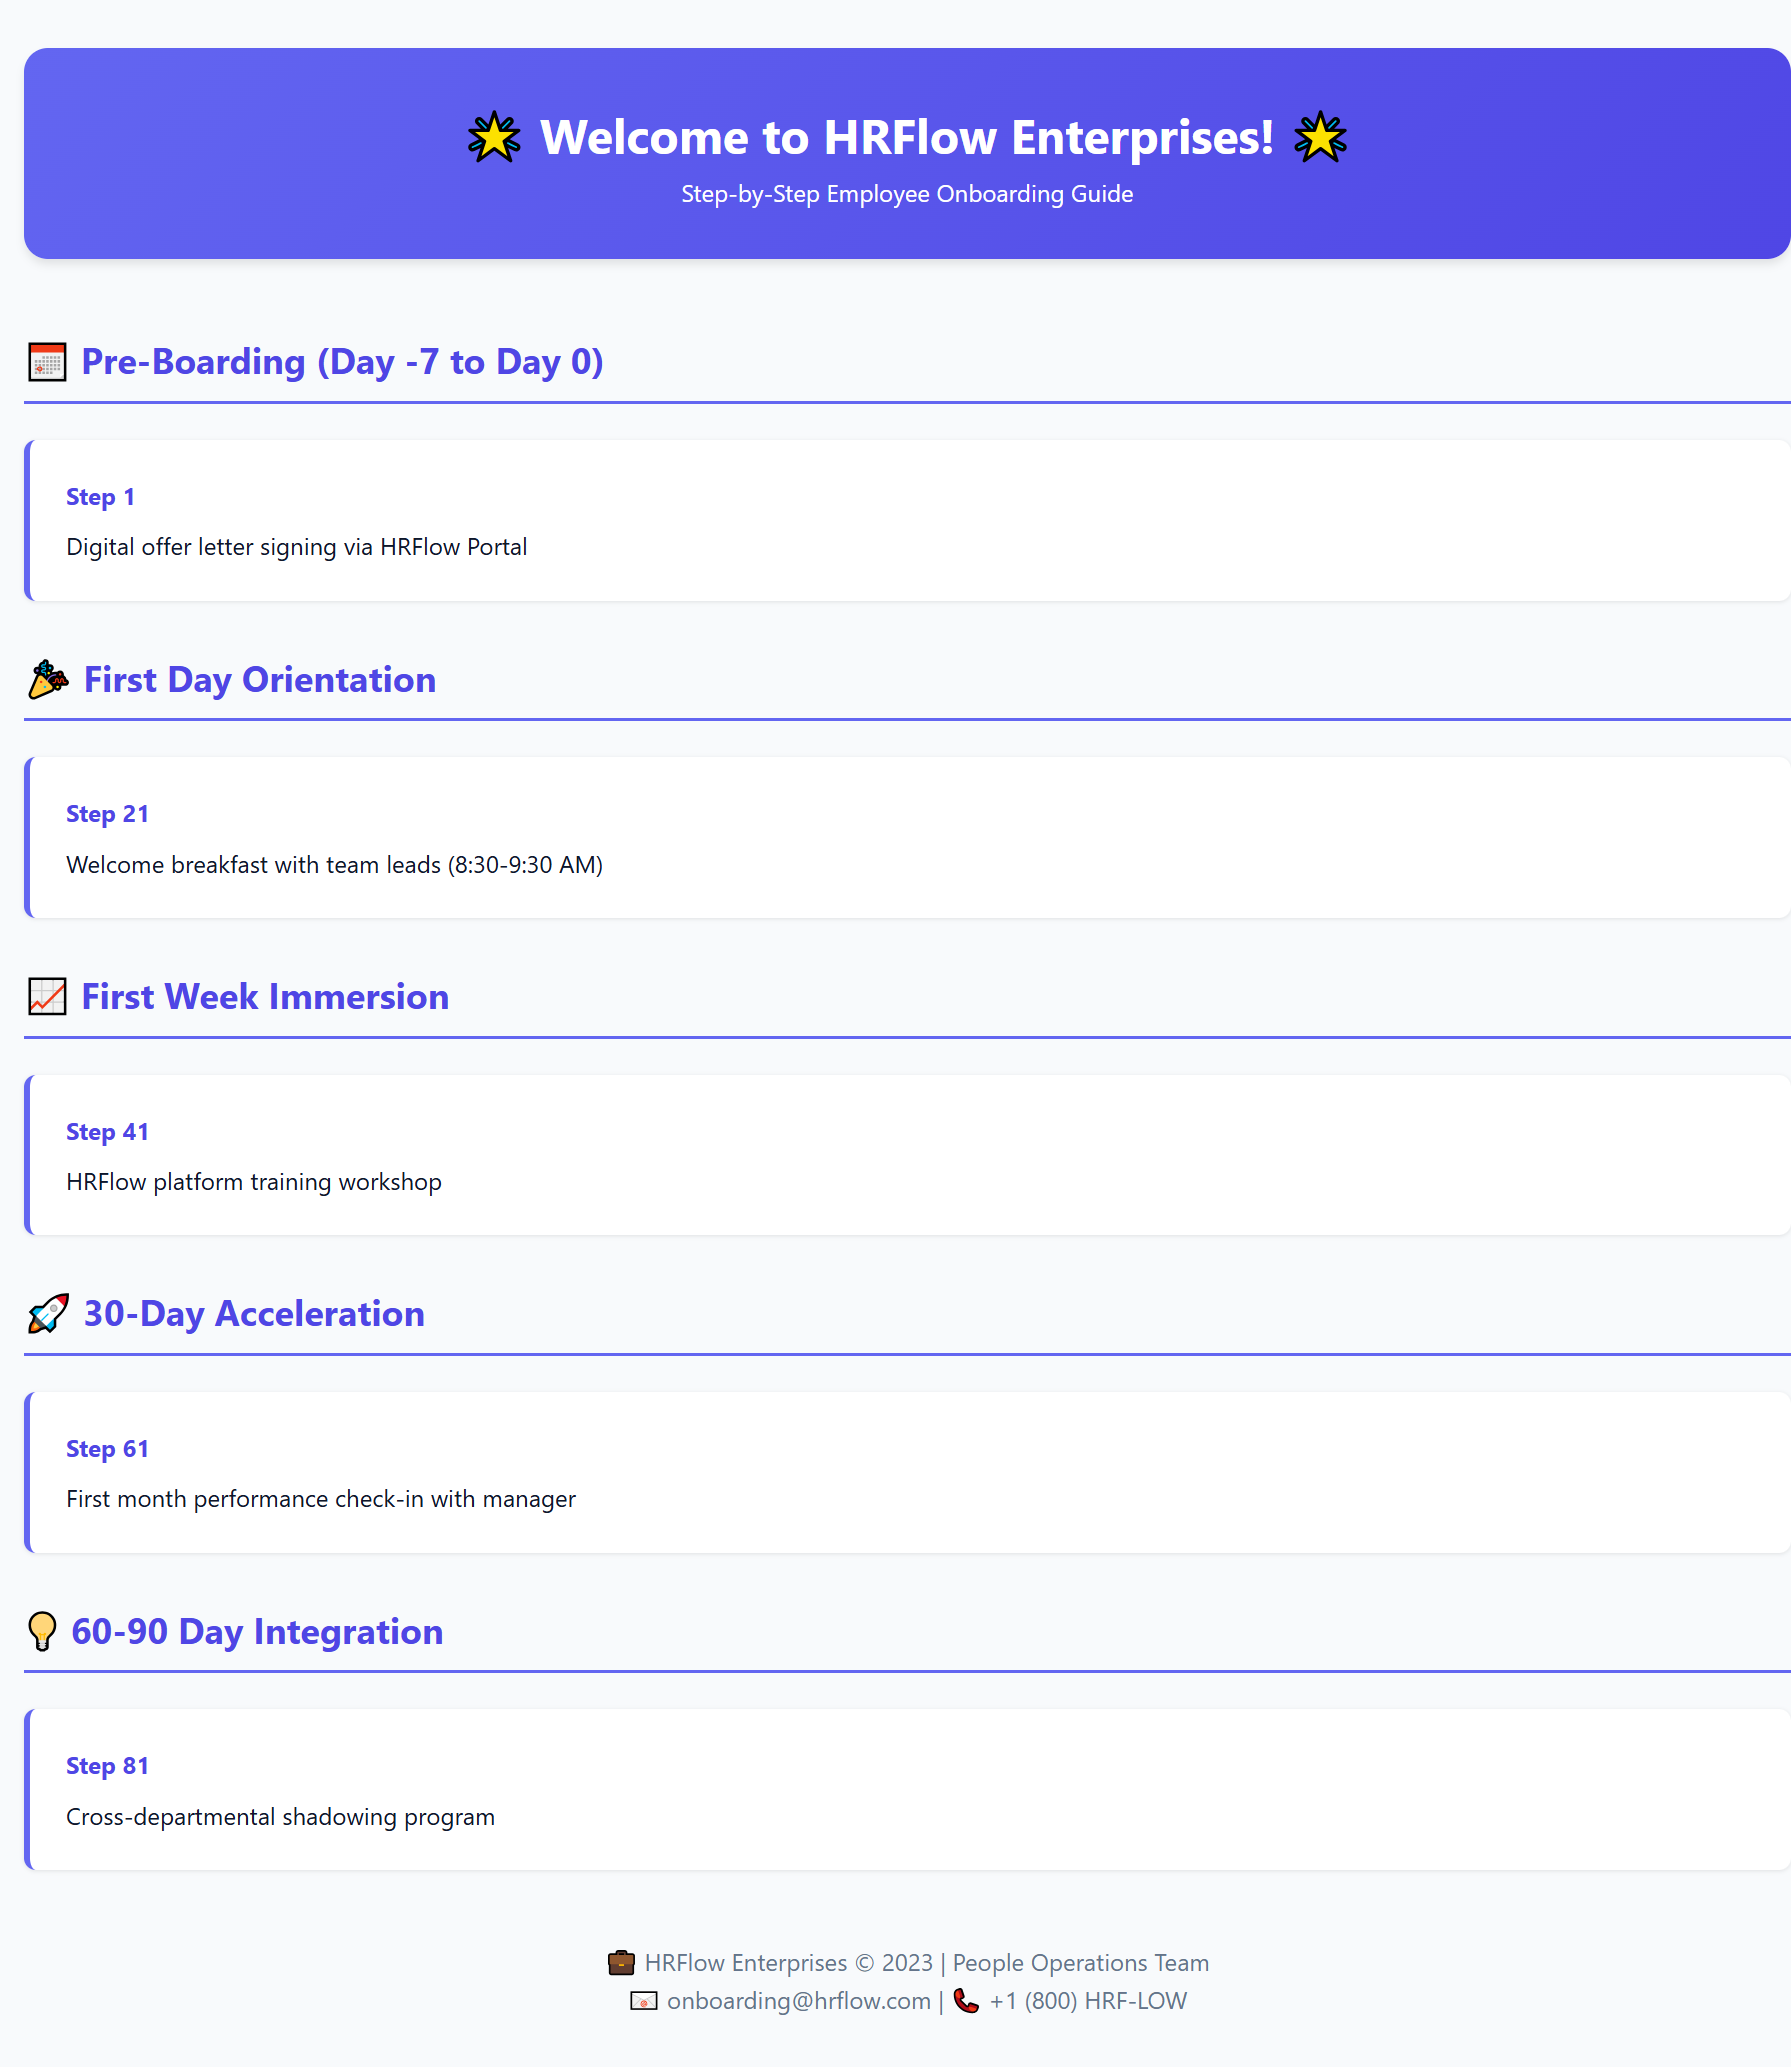 🌟 Welcome to HRFlow Enterprises! 🌟
Step-by-Step Employee Onboarding Guide
📅 Pre-Boarding (Day -7 to Day 0)
Step 1
Digital offer letter signing via HRFlow Portal
🎉 First Day Orientation
Step 21
Welcome breakfast with team leads (8:30-9:30 AM)
📈 First Week Immersion
Step 41
HRFlow platform training workshop
🚀 30-Day Acceleration
Step 61
First month performance check-in with manager
💡 60-90 Day Integration
Step 81
Cross-departmental shadowing program
💼 HRFlow Enterprises © 2023 | People Operations Team
📧 onboarding@hrflow.com | 📞 +1 (800) HRF-LOW